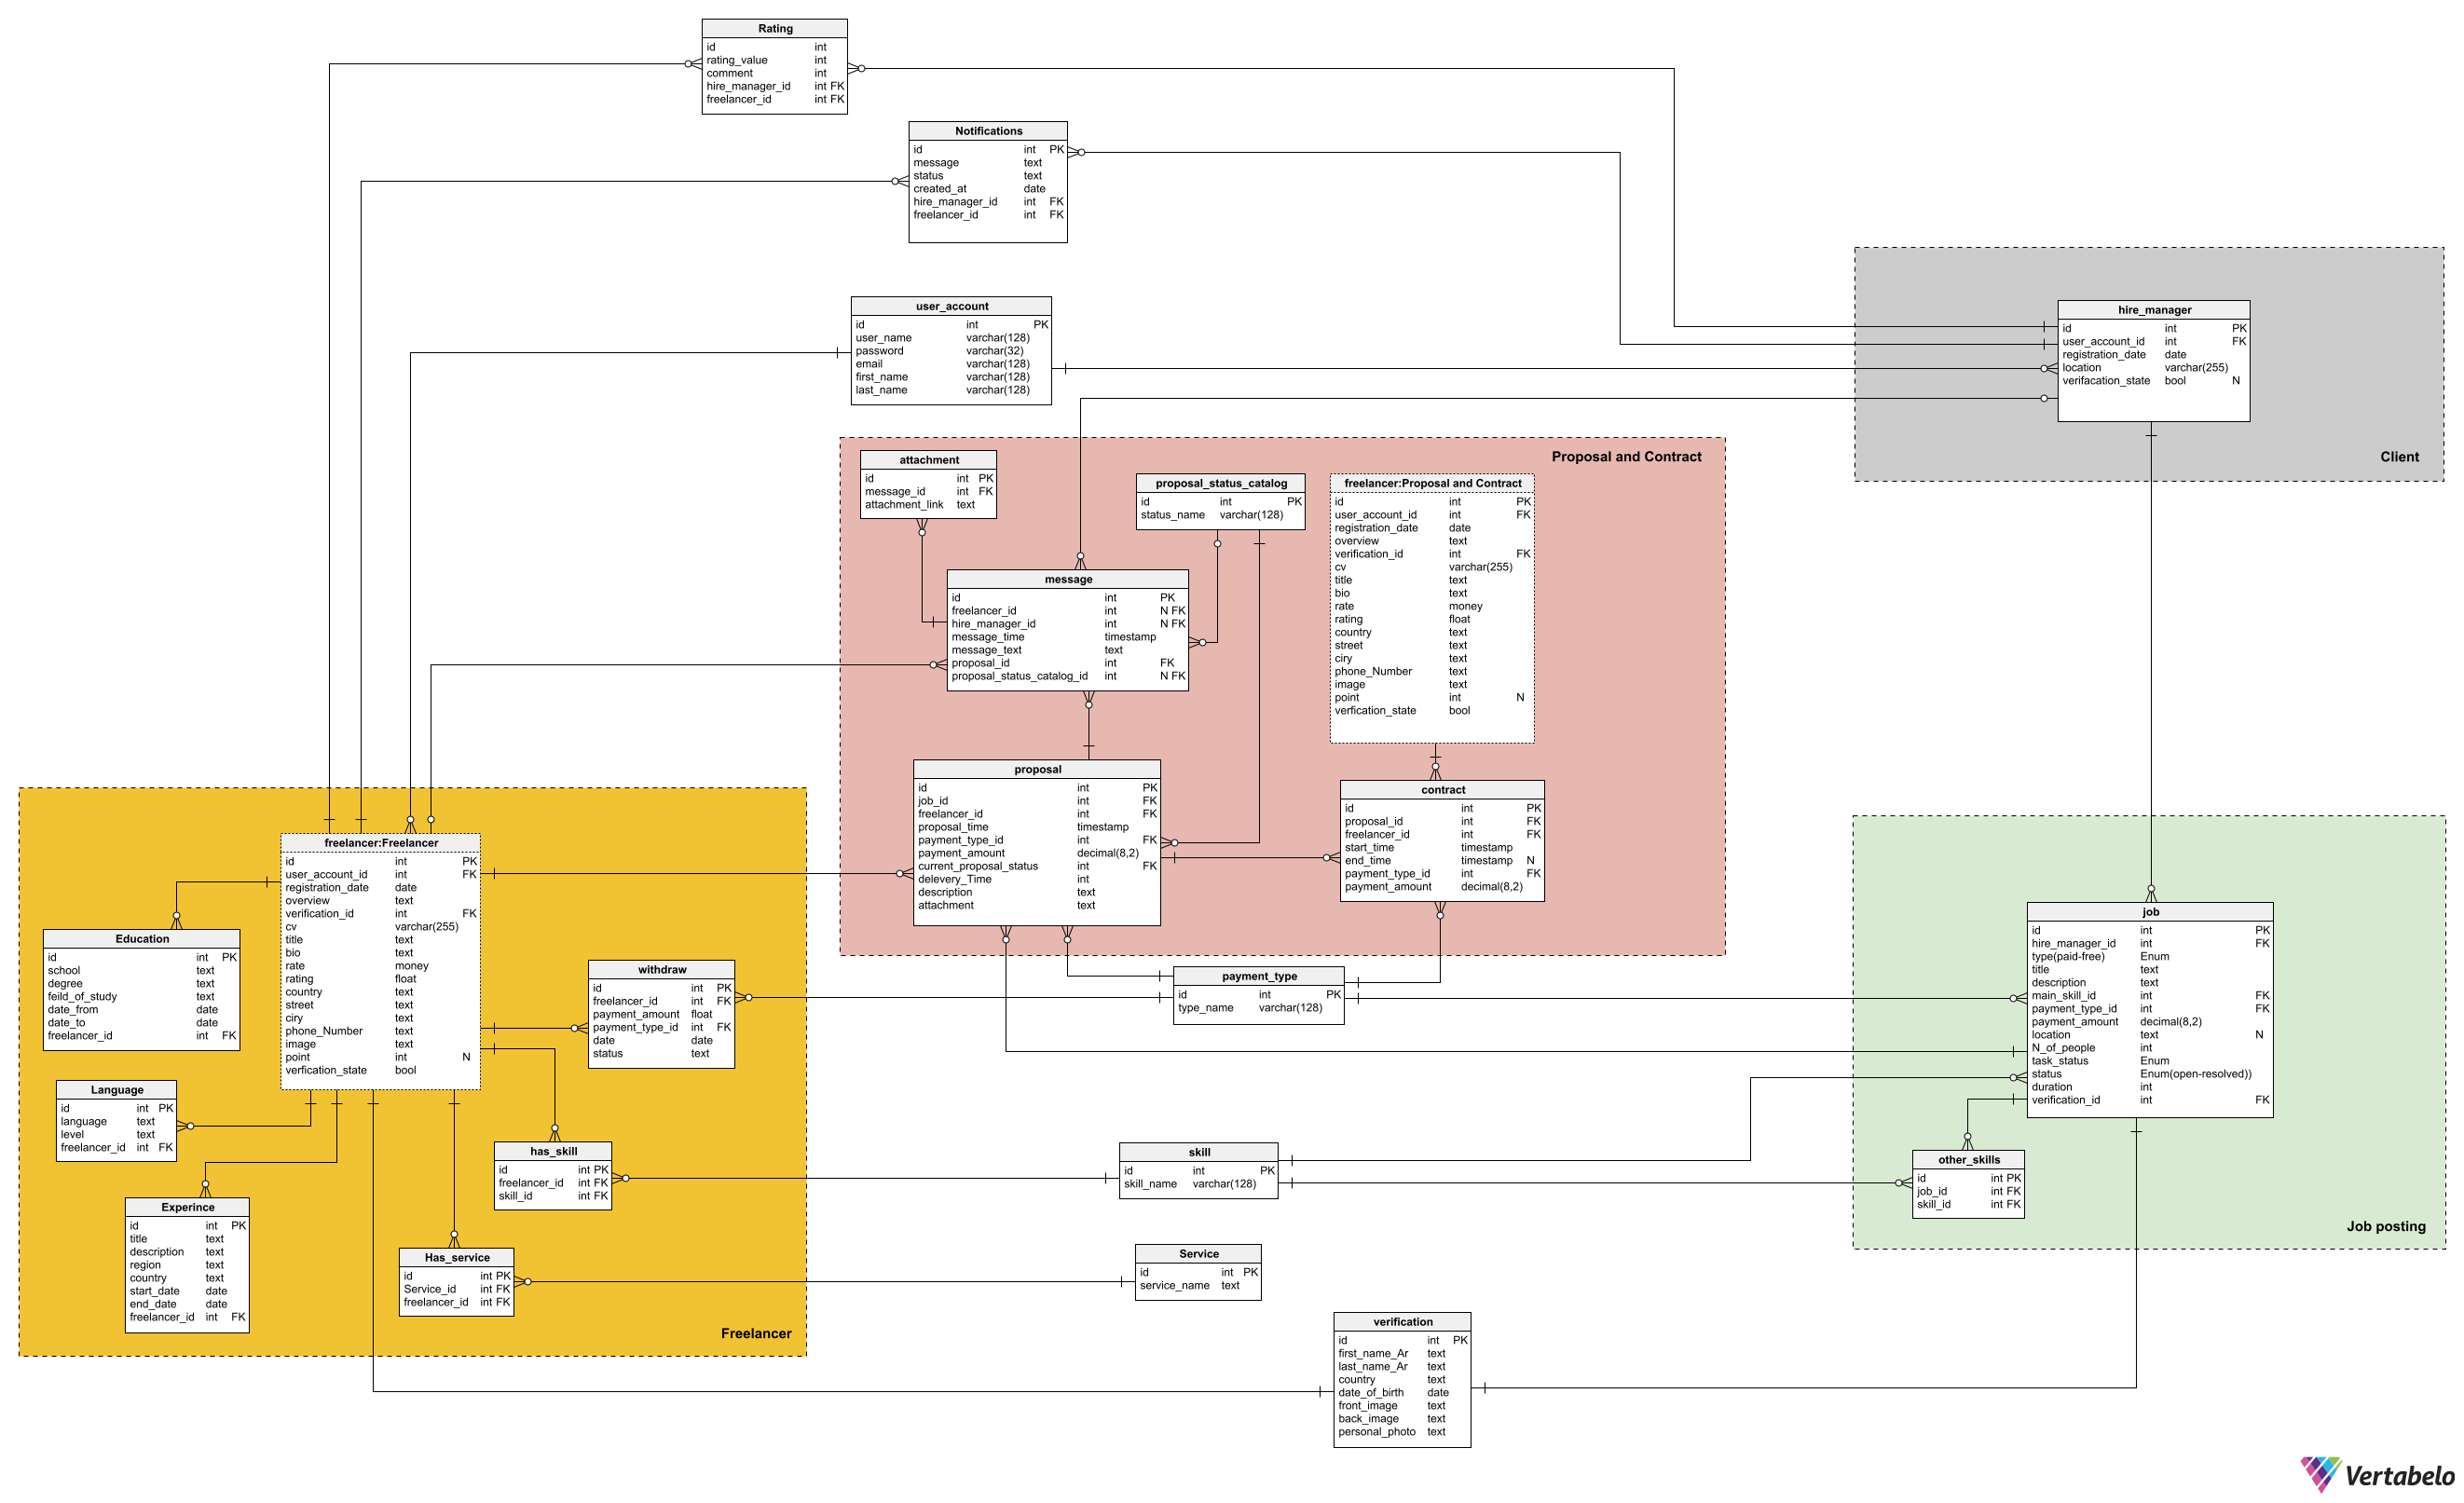 Rating
id int
rating_value int
comment int
hire_manager_id int FK
freelancer_id int FK
Notifications
id int PK
message text
status text
created_at date
hire_manager_id int FK
freelancer_id int FK
user_account
id int PK
user_name varchar(128)
password varchar(32)
email varchar(128)
first_name varchar(128)
last_name varchar(128)
hire_manager
id int PK
user_account_id int FK
registration_date date
location varchar(255)
verifacation_state bool N
Client
Proposal and Contract
attachment
id int PK
message_id int FK
attachment_link text
proposal_status_catalog
id int PK
status_name varchar(128)
freelancer:Proposal and Contract
id int PK
user_account_id int FK
registration_date date
overview text
verification_id int FK
cv varchar(255)
title text
bio text
rate money
rating float
country text
street text
ciry text
phone_Number text
image text
point int N
verfication_state bool
message
id int PK
freelancer_id int N FK
hire_manager_id int N FK
message_time timestamp
message_text text
proposal_id int FK
proposal_status_catalog_id int N FK
proposal
id int PK
job_id int FK
freelancer_id int FK
proposal_time timestamp
payment_type_id int FK
payment_amount decimal(8,2)
current_proposal_status int FK
delevery_Time int
description text
attachment text
contract
id int PK
proposal_id int FK
freelancer_id int FK
start_time timestamp
end_time timestamp N
payment_type_id int FK
payment_amount decimal(8,2)
freelancer:Freelancer
id int PK
user_account_id int FK
registration_date date
overview text
verification_id int FK
cv varchar(255)
title text
bio text
rate money
rating float
country text
street text
ciry text
phone_Number text
image text
point int N
verfication_state bool
Education
id int PK
school text
degree text
feild_of_study text
date_from date
date_to date
freelancer_id int FK
withdraw
id int PK
freelancer_id int FK
payment_amount float
payment_type_id int FK
date date
status text
payment_type
id int PK
type_name varchar(128)
job
id int PK
hire_manager_id int FK
type(paid-free) Enum
title text
description text
main_skill_id int FK
payment_type_id int FK
payment_amount decimal(8,2)
location text N
N_of_people int
task_status Enum
status Enum(open-resolved))
duration int
verification_id int FK
Language
id int PK
language text
level text
freelancer_id int FK
has_skill
id int PK
freelancer_id int FK
skill_id int FK
skill
id int PK
skill_name varchar(128)
other_skills
id int PK
job_id int FK
skill_id int FK
Job posting
Experince
id int PK
title text
description text
region text
country text
start_date date
end_date date
freelancer_id int FK
Has_service
id int PK
Service_id int FK
freelancer_id int FK
Service
id int PK
service_name text
Freelancer
verification
id int PK
first_name_Ar text
last_name_Ar text
country text
date_of_birth date
front_image text
back_image text
personal_photo text
Vertabelo